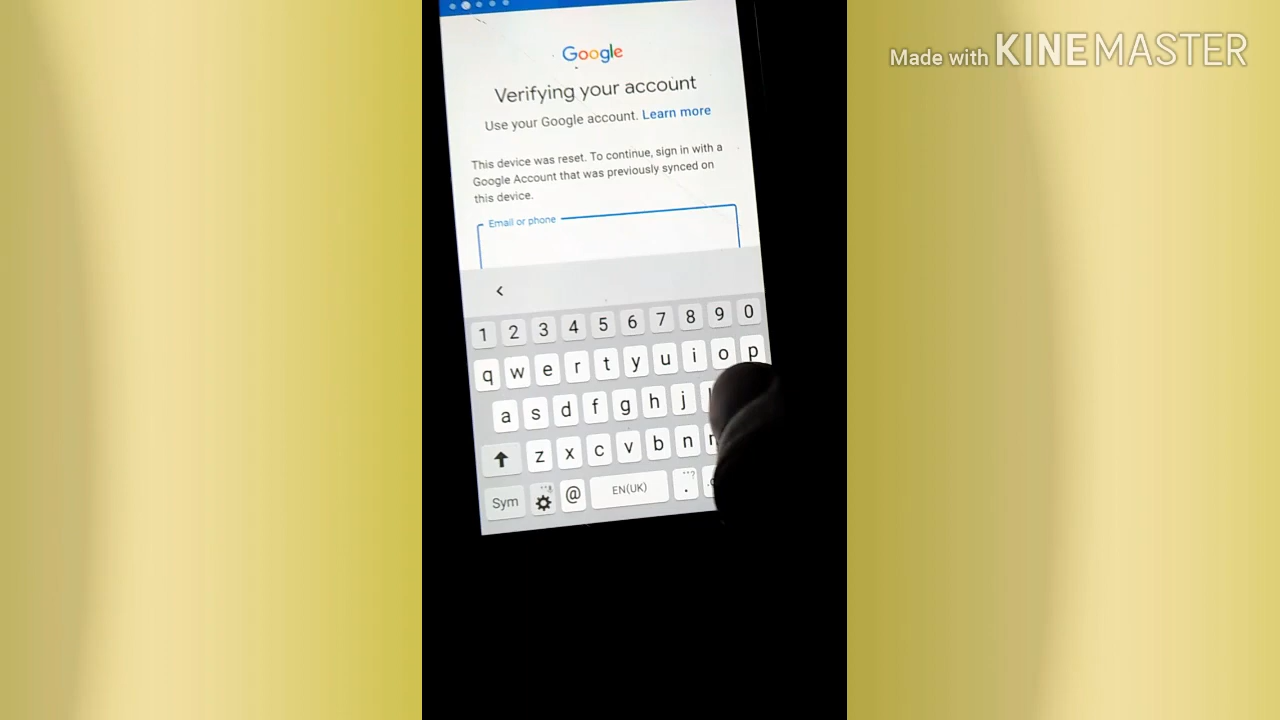 Made with KINEMASTER
Google
Verifying your account
Use your Google account. Learn more
This device was reset. To continue, sign in with a
Google Account that was previously synced on
this device.
Email or phone
1 2 3 4 5 6 7 8 9 0
q w e r t y u i o p
a s d f g h j
z x c v b n
Sym @ EN(UK) .